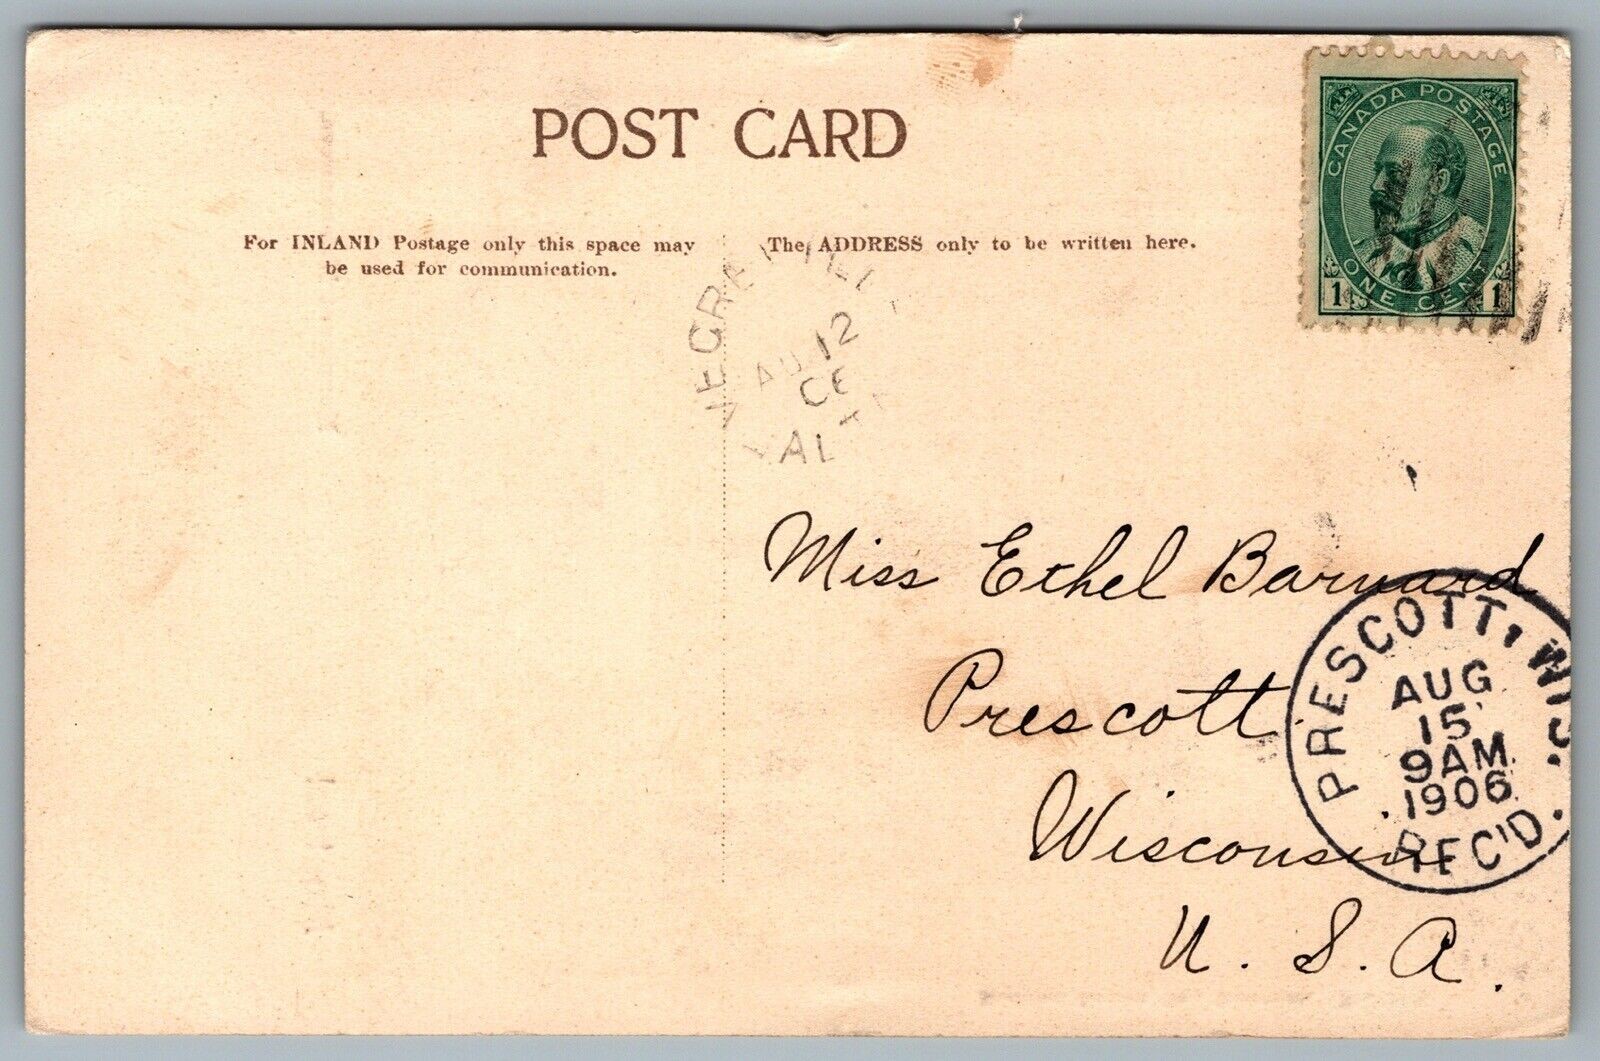 POST CARD
For INLAND Postage only this space may
be used for communication.
The ADDRESS only to be written here.
CANADA POSTAGE
ONE CENT
1 1
AU 12
ALT
Miss Ethel Barnard
Prescott
Wisconsin
U. S. A.
PRESCOTT, WIS.
AUG
15
9AM
1906
REC'D.